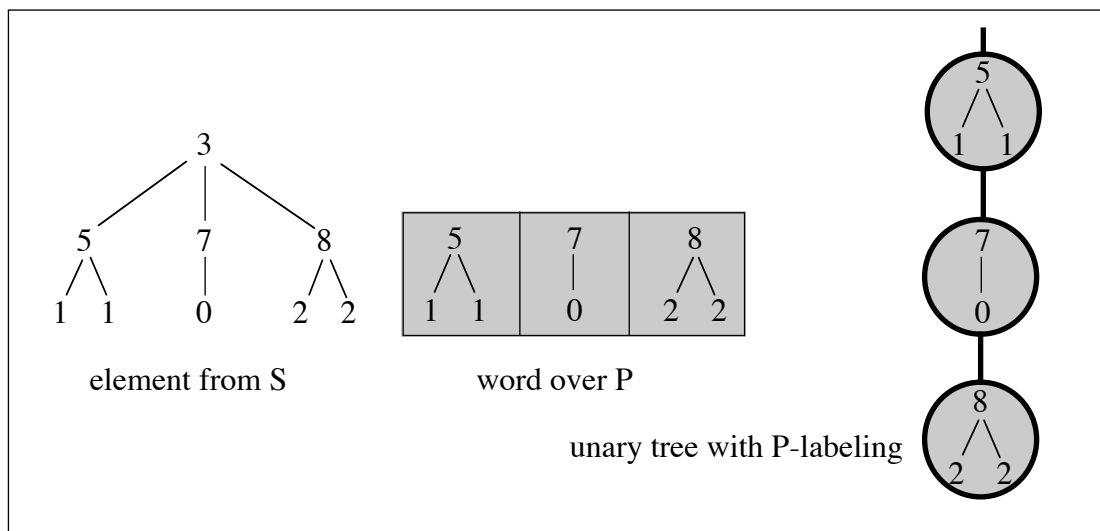 3
5 7 8
1 1 0 2 2
element from S
5 7 8
1 1 0 2 2
word over P
5
1 1
7
0
8
2 2
unary tree with P-labeling